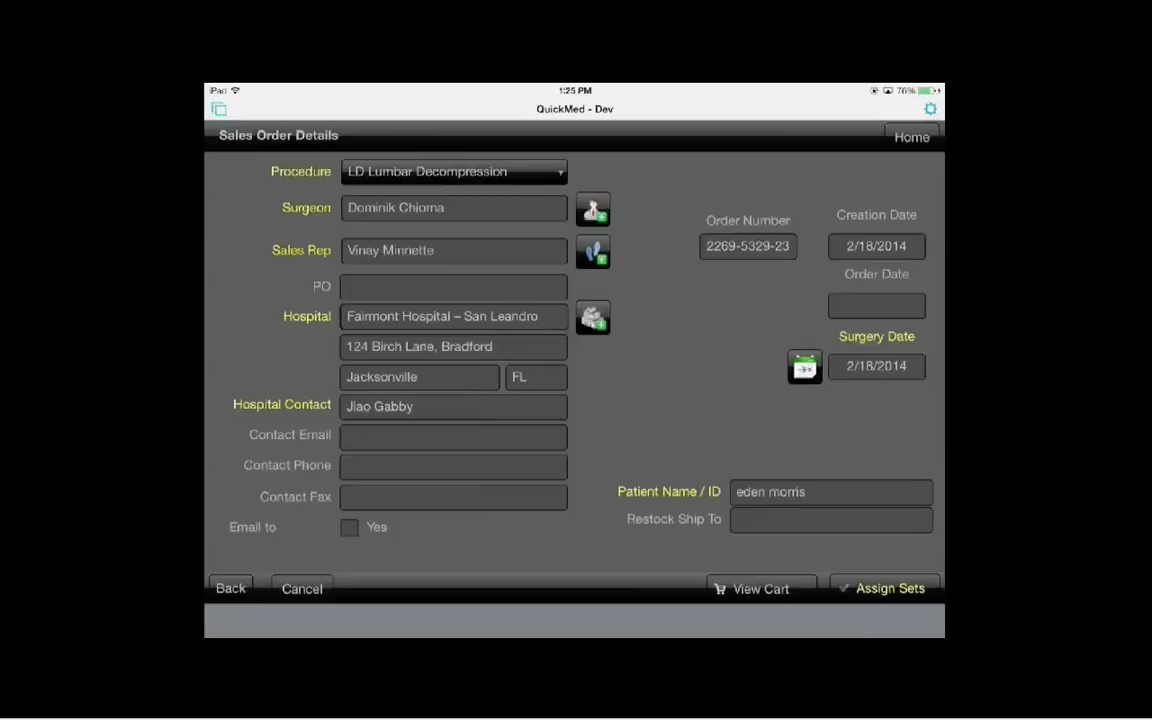 iPad 1:25 PM 76%
QuickMed - Dev
Sales Order Details Home
Procedure LD Lumbar Decompression
Surgeon Dominik Chioma
Order Number Creation Date
Sales Rep Vinay Minnette 2269-5329-23 2/18/2014
Order Date
PO
Hospital Fairmont Hospital – San Leandro
Surgery Date
124 Birch Lane, Bradford
2/18/2014
Jacksonville FL
Hospital Contact Jiao Gabby
Contact Email
Contact Phone
Patient Name / ID eden morris
Contact Fax
Restock Ship To
Email to Yes
Back Cancel View Cart Assign Sets